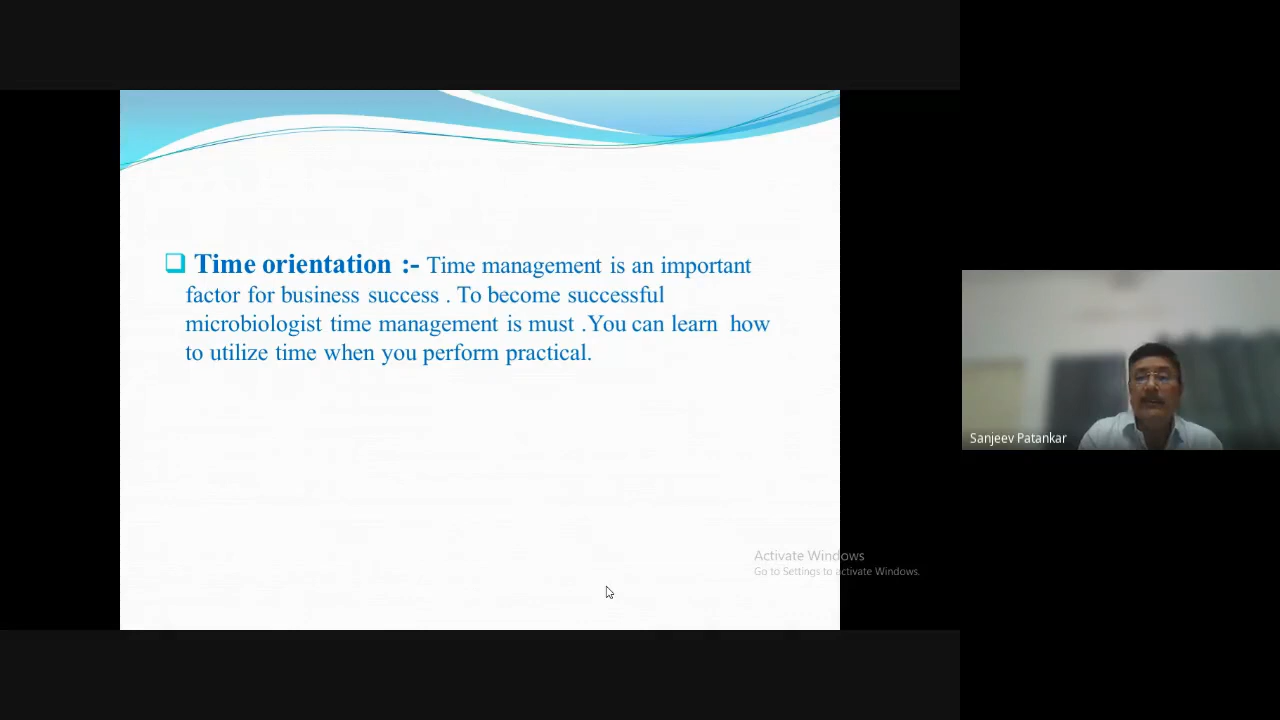 Time orientation :- Time management is an important
factor for business success . To become successful
microbiologist time management is must .You can learn how
to utilize time when you perform practical.
Sanjeev Patankar
Activate Windows
Go to Settings to activate Windows.